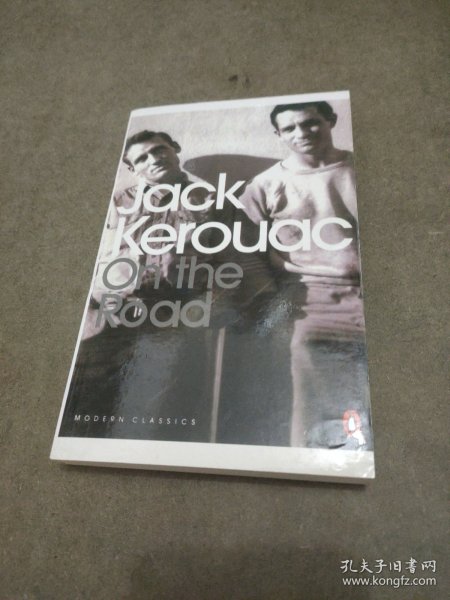 Jack
Kerouac
On the
Road
MODERN CLASSICS
孔夫子旧书网
www.kongfz.com